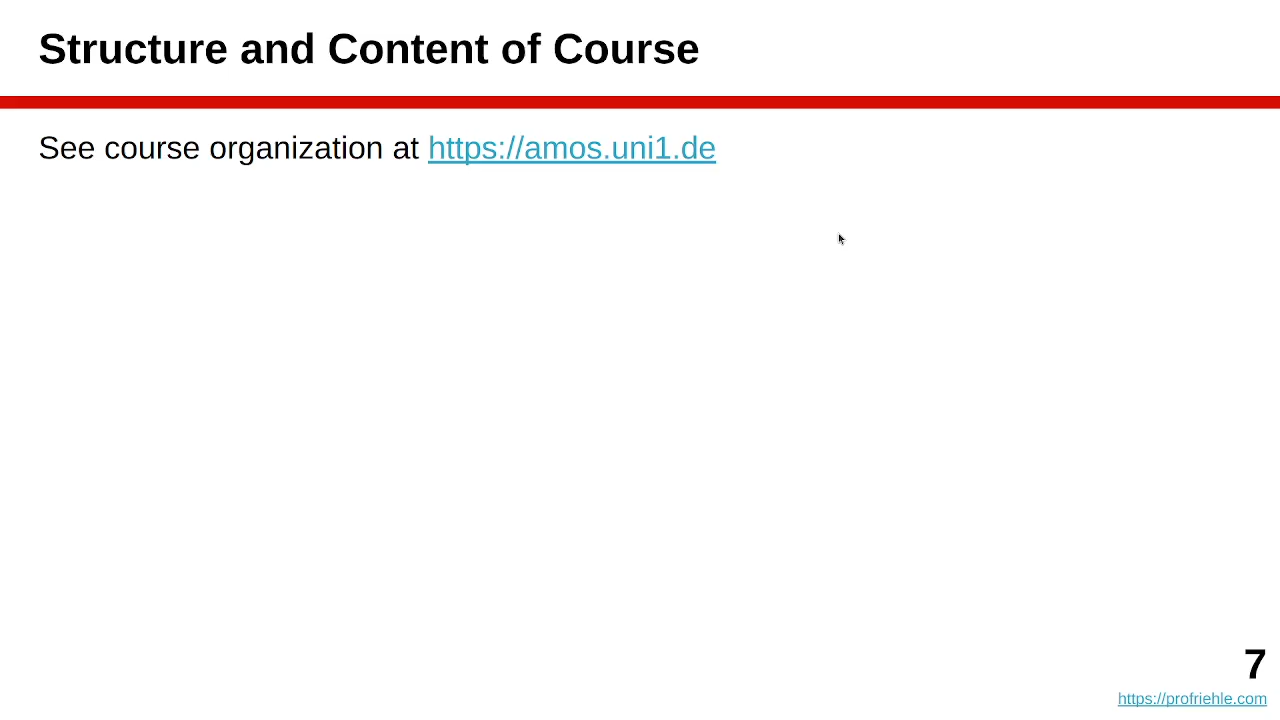 Structure and Content of Course
See course organization at https://amos.uni1.de
7
https://profriehle.com